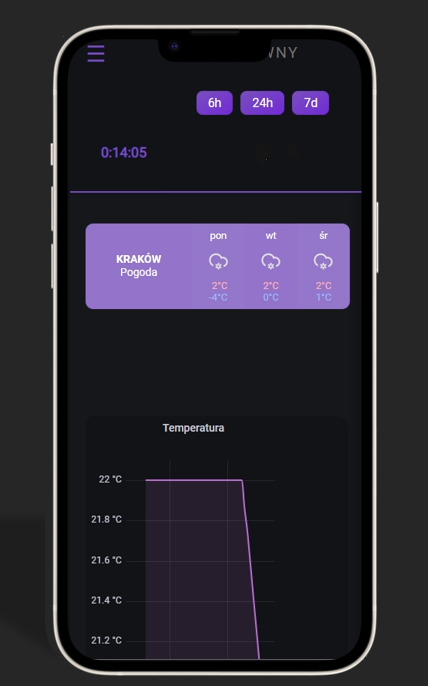 WNY
6h 24h 7d
0:14:05
pon wt śr
KRAKÓW
Pogoda
2°C 2°C 2°C
-4°C 0°C 1°C
Temperatura
22 °C
21.8 °C
21.6 °C
21.4 °C
21.2 °C